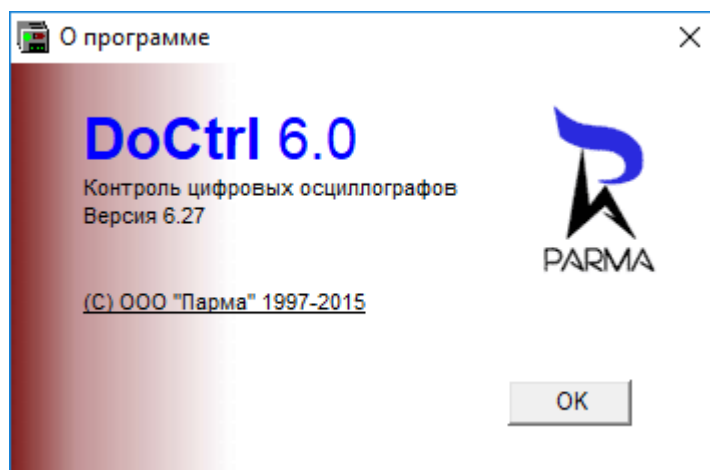 О программе
DoCtrl 6.0
Контроль цифровых осциллографов
Версия 6.27
PARMA
(C) ООО "Парма" 1997-2015
OK